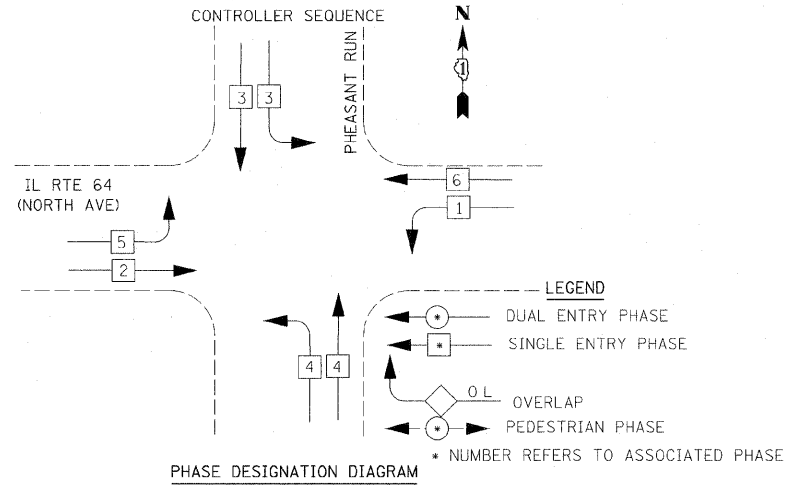 CONTROLLER SEQUENCE
N
1
PHEASANT RUN
3 3
IL RTE 64
(NORTH AVE)
6
1
5
2
4 4
LEGEND
* DUAL ENTRY PHASE
* SINGLE ENTRY PHASE
OL OVERLAP
* PEDESTRIAN PHASE
* NUMBER REFERS TO ASSOCIATED PHASE
PHASE DESIGNATION DIAGRAM